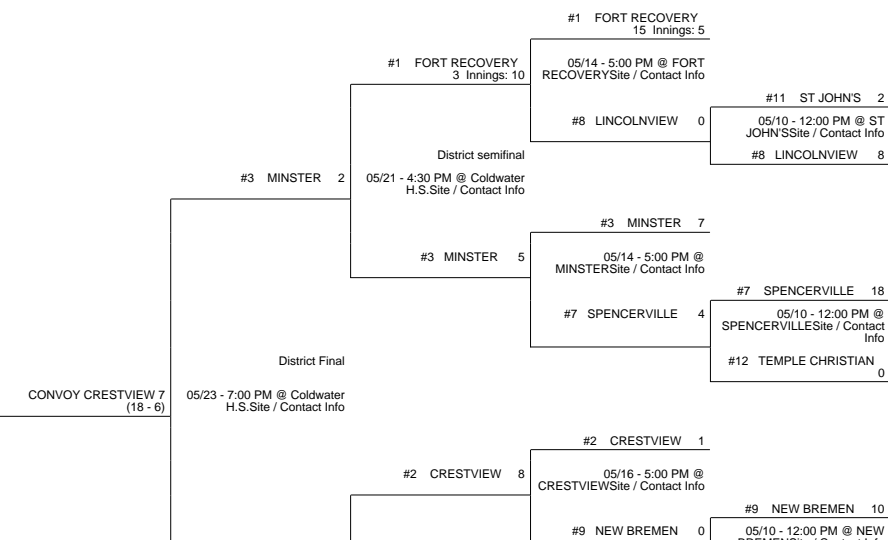 #1 FORT RECOVERY
15 Innings: 5
#1 FORT RECOVERY
3 Innings: 10
05/14 - 5:00 PM @ FORT
RECOVERYSite / Contact Info
#11 ST JOHN'S 2
#8 LINCOLNVIEW 0
05/10 - 12:00 PM @ ST
JOHN'SSite / Contact Info
#8 LINCOLNVIEW 8
District semifinal
#3 MINSTER 2
05/21 - 4:30 PM @ Coldwater
H.S.Site / Contact Info
#3 MINSTER 7
#3 MINSTER 5
05/14 - 5:00 PM @
MINSTERSite / Contact Info
#7 SPENCERVILLE 18
#7 SPENCERVILLE 4
05/10 - 12:00 PM @
SPENCERVILLESite / Contact
Info
#12 TEMPLE CHRISTIAN
0
District Final
CONVOY CRESTVIEW 7
(18 - 6)
05/23 - 7:00 PM @ Coldwater
H.S.Site / Contact Info
#2 CRESTVIEW 1
#2 CRESTVIEW 8
05/16 - 5:00 PM @
CRESTVIEWSite / Contact Info
#9 NEW BREMEN 10
#9 NEW BREMEN 0
05/10 - 12:00 PM @ NEW